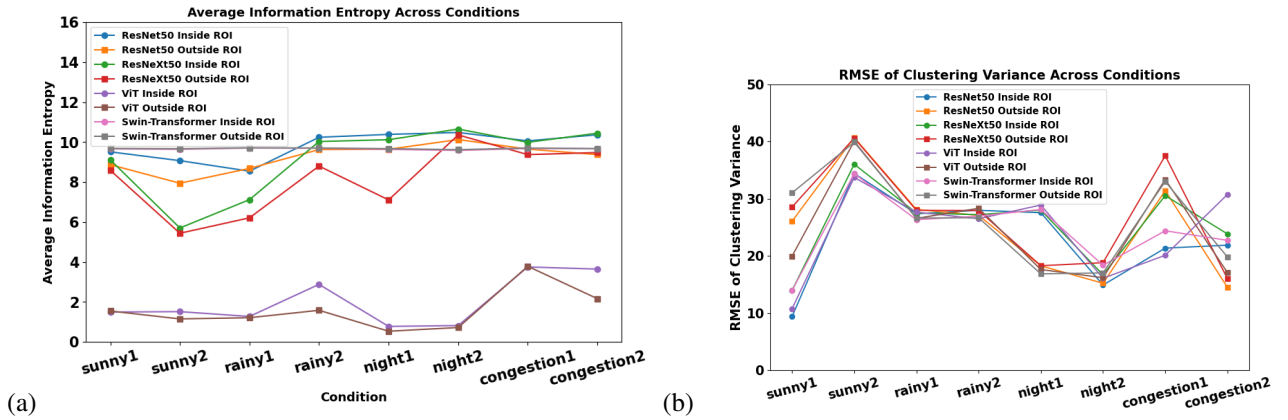 Average Information Entropy Across Conditions
16
14
12
10
8
6
4
2
0
Average Information Entropy
ResNet50 Inside ROI
ResNet50 Outside ROI
ResNeXt50 Inside ROI
ResNeXt50 Outside ROI
ViT Inside ROI
ViT Outside ROI
Swin-Transformer Inside ROI
Swin-Transformer Outside ROI
sunny1 sunny2 rainy1 rainy2 night1 night2 congestion1 congestion2
Condition
(a)
RMSE of Clustering Variance Across Conditions
50
40
30
20
10
0
RMSE of Clustering Variance
ResNet50 Inside ROI
ResNet50 Outside ROI
ResNeXt50 Inside ROI
ResNeXt50 Outside ROI
ViT Inside ROI
ViT Outside ROI
Swin-Transformer Inside ROI
Swin-Transformer Outside ROI
sunny1 sunny2 rainy1 rainy2 night1 night2 congestion1 congestion2
(b)